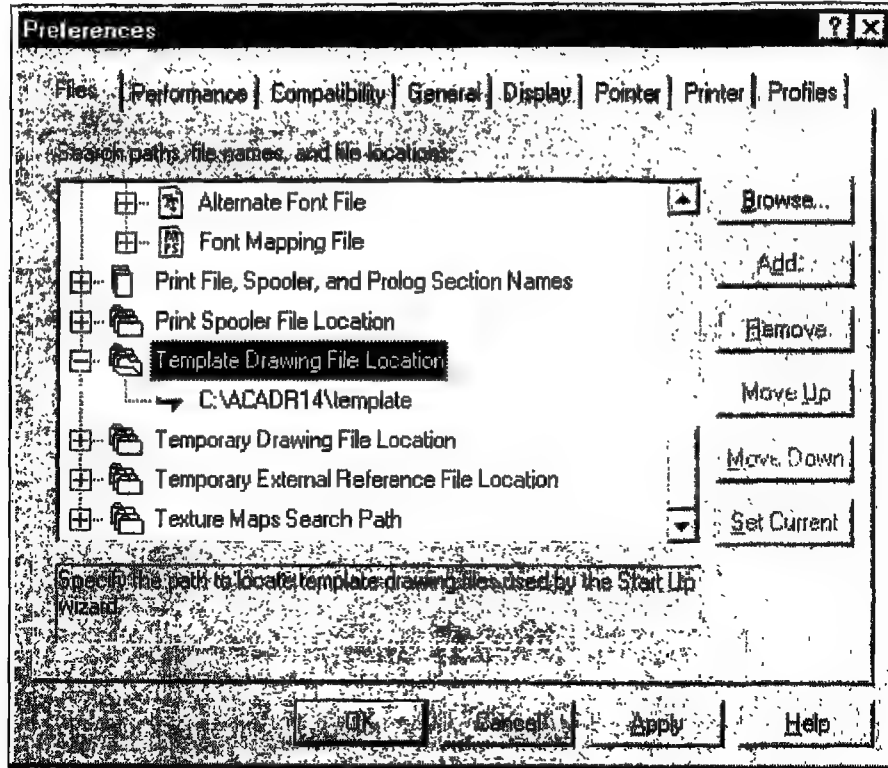 Preferences
Files Performance Compatibility General Display Pointer Printer Profiles
Search paths, file names, and file locations:
Alternate Font File
Font Mapping File
Print File, Spooler, and Prolog Section Names
Print Spooler File Location
Template Drawing File Location
C:\ACADR14\template
Temporary Drawing File Location
Temporary External Reference File Location
Texture Maps Search Path
Browse...
Add...
Remove
Move Up
Move Down
Set Current
Specify the path to locate template drawing files used by the Start Up
wizard.
OK Cancel Apply Help